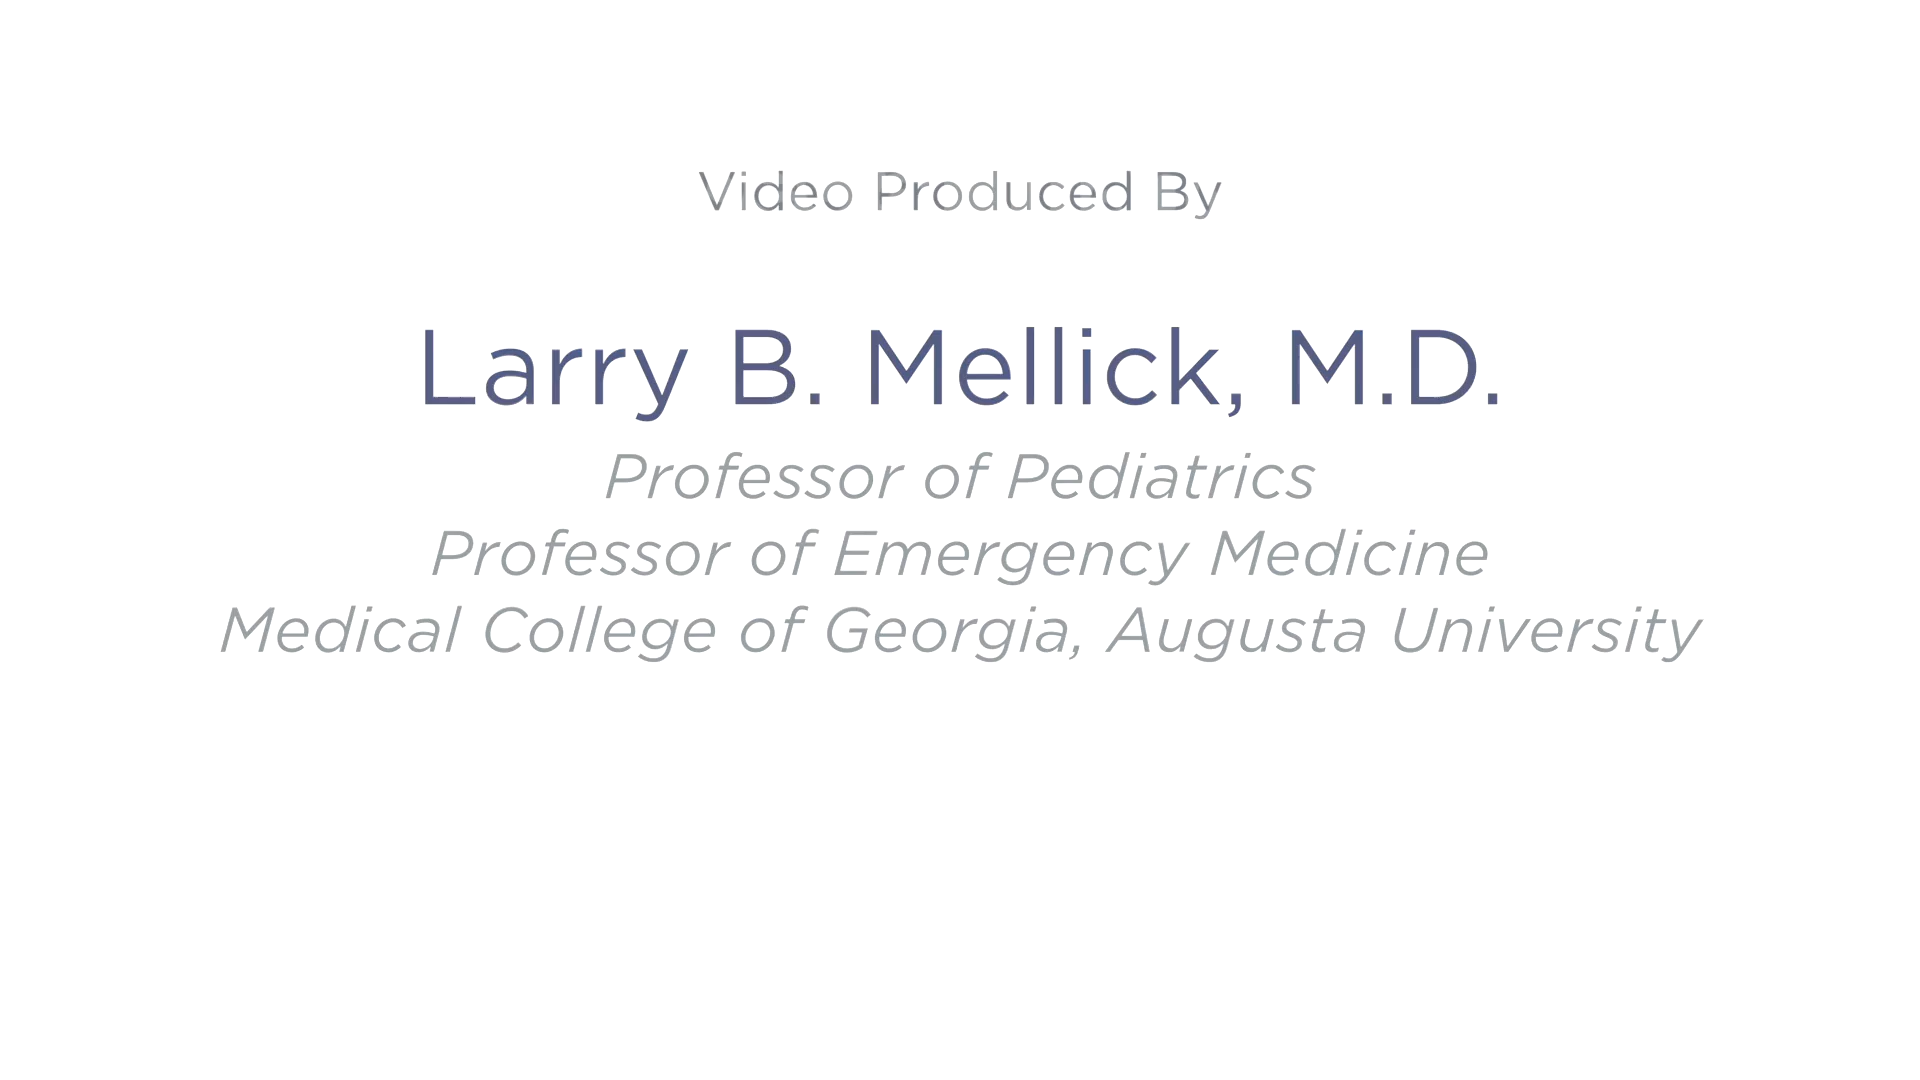 Video Produced By
Larry B. Mellick, M.D.
Professor of Pediatrics
Professor of Emergency Medicine
Medical College of Georgia, Augusta University